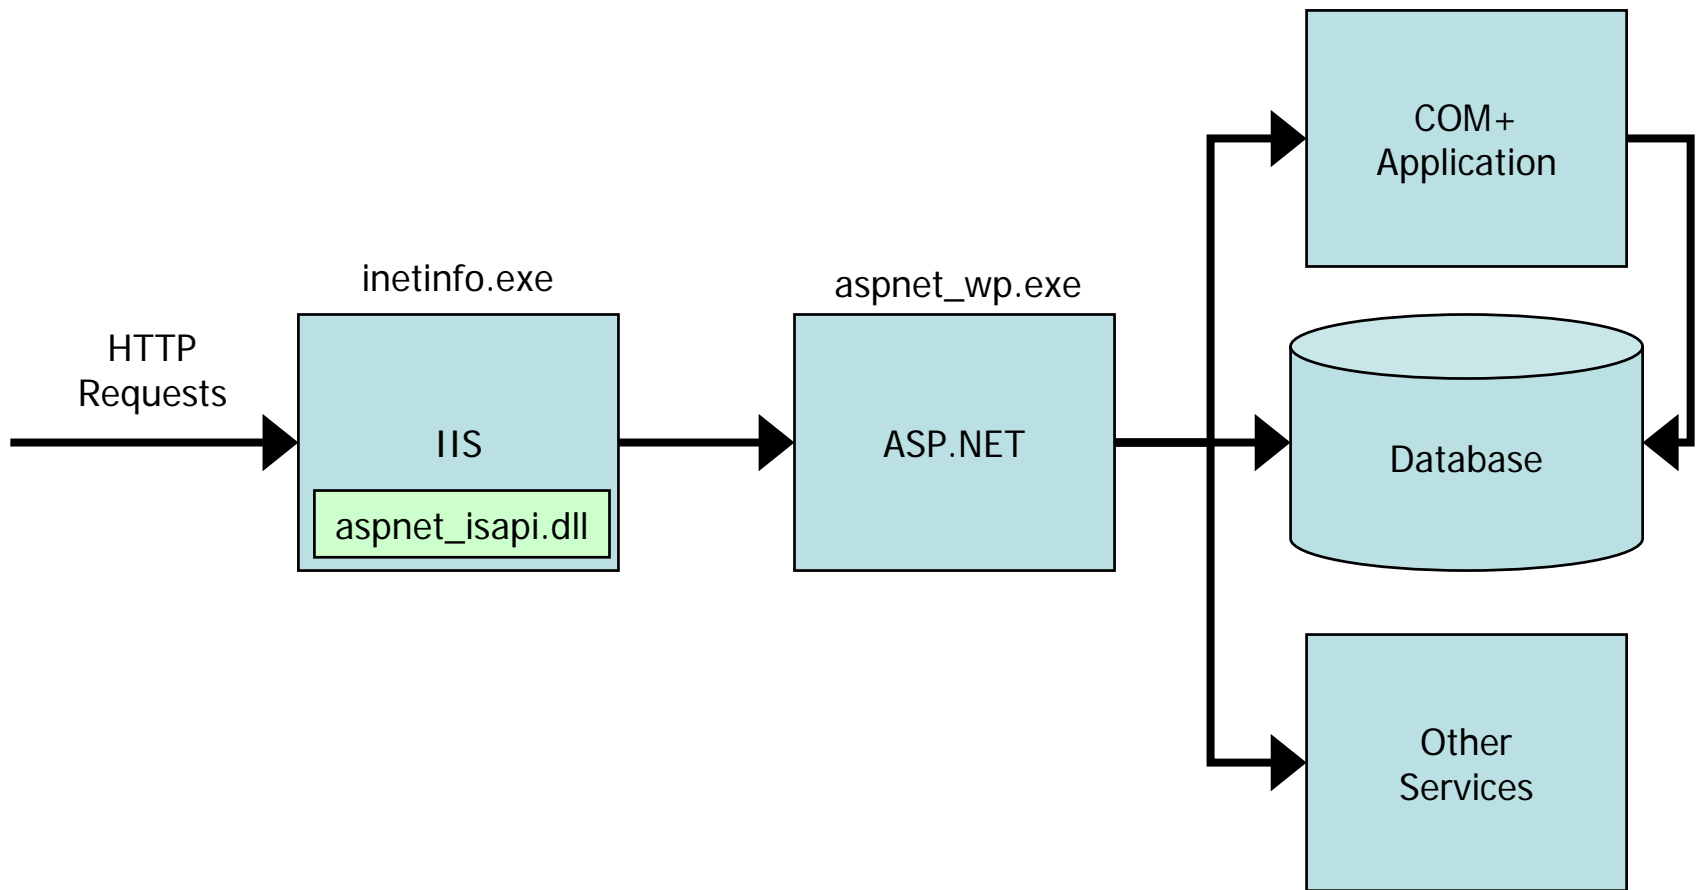 HTTP
Requests
inetinfo.exe
IIS
aspnet_isapi.dll
aspnet_wp.exe
ASP.NET
COM+
Application
Database
Other
Services